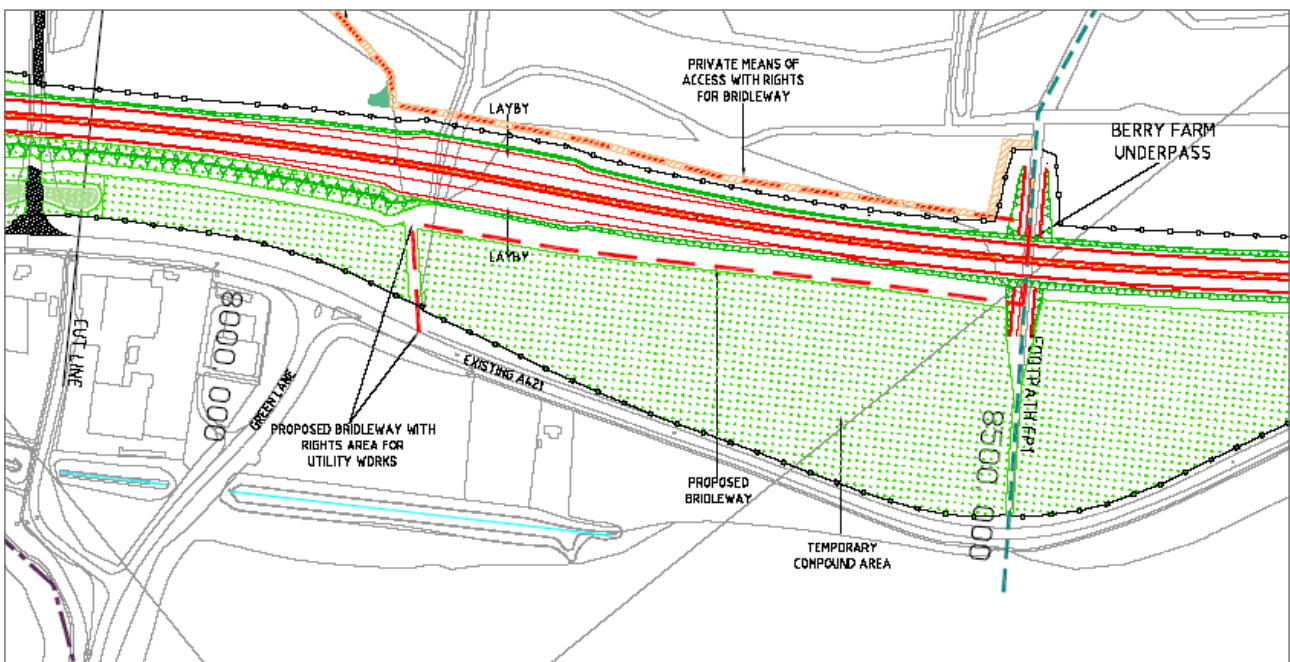 PRIVATE MEANS OF
ACCESS WITH RIGHTS
FOR BRIDLEWAY
LAYBY
BERRY FARM
UNDERPASS
LAYBY
CUT LINE
8000.000
GREEN LANE
EXISTING A421
FOOTPATH FP1
8500.000
PROPOSED BRIDLEWAY WITH
RIGHTS AREA FOR
UTILITY WORKS
PROPOSED
BRIDLEWAY
TEMPORARY
COMPOUND AREA